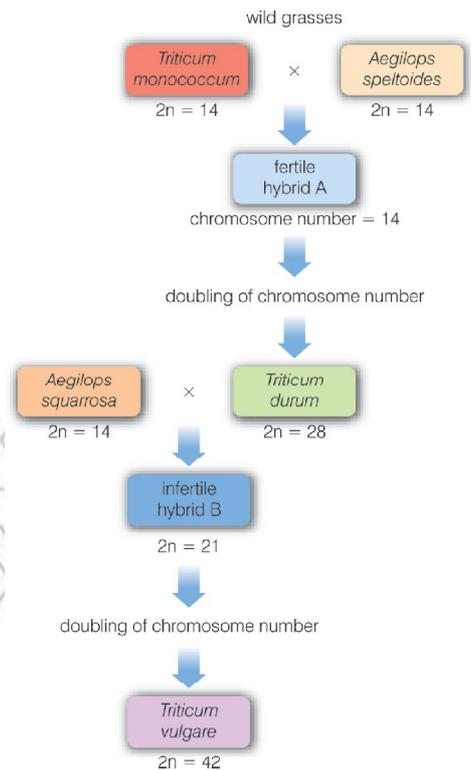 wild grasses
Triticum
monococcum
×
Aegilops
speltoides
2n = 14
2n = 14
fertile
hybrid A
chromosome number = 14
doubling of chromosome number
Aegilops
squarrosa
×
Triticum
durum
2n = 14
2n = 28
infertile
hybrid B
2n = 21
doubling of chromosome number
Triticum
vulgare
2n = 42